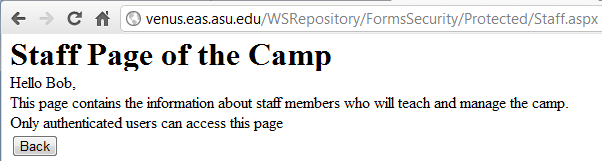 venus.eas.asu.edu/WSRepository/FormsSecurity/Protected/Staff.aspx
Staff Page of the Camp
Hello Bob,
This page contains the information about staff members who will teach and manage the camp.
Only authenticated users can access this page
Back